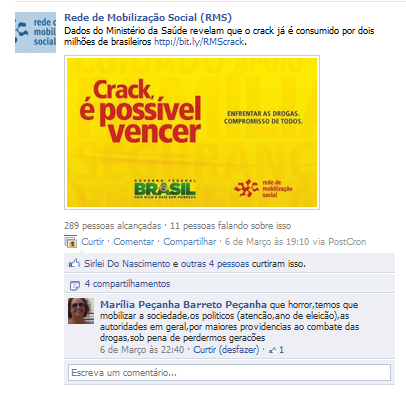 rede de
mobiliz
social
Rede de Mobilização Social (RMS)
Dados do Ministério da Saúde revelam que o crack já é consumido por dois
milhões de brasileiros http://bit.ly/RMScrack.
Crack,
é possível
vencer
ENFRENTAR AS DROGAS.
COMPROMISSO DE TODOS.
GOVERNO FEDERAL
BRASIL
PAÍS RICO É PAÍS SEM POBREZA
rede de
mobilização
social
289 pessoas alcançadas · 11 pessoas falando sobre isso
Curtir · Comentar · Compartilhar · 6 de Março às 19:10 via PostCron
Sirlei Do Nascimento e outras 4 pessoas curtiram isso.
4 compartilhamentos
Marília Peçanha Barreto Peçanha que horror,temos que
mobilizar a sociedade,os politicos (atencão,ano de eleicão),as
autoridades em geral,por maiores providencias ao combate das
drogas,sob pena de perdermos geracões
6 de Março às 22:40 · Curtir (desfazer) · 1
Escreva um comentário...